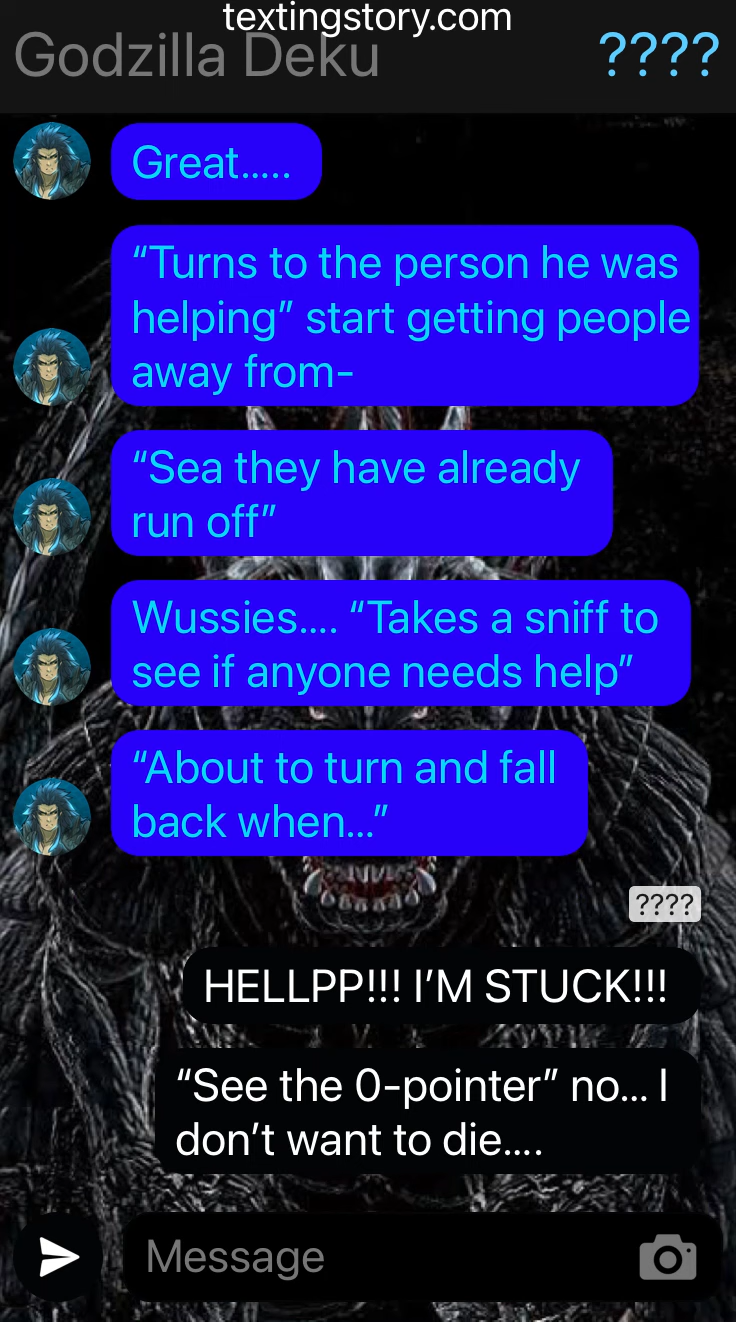 textingstory.com
Godzilla Deku
????
Great.....
“Turns to the person he was
helping” start getting people
away from-
“Sea they have already
run off”
Wussies.... “Takes a sniff to
see if anyone needs help”
“About to turn and fall
back when...”
????
HELLPP!!! I’M STUCK!!!
“See the 0-pointer” no... I
don’t want to die....
Message